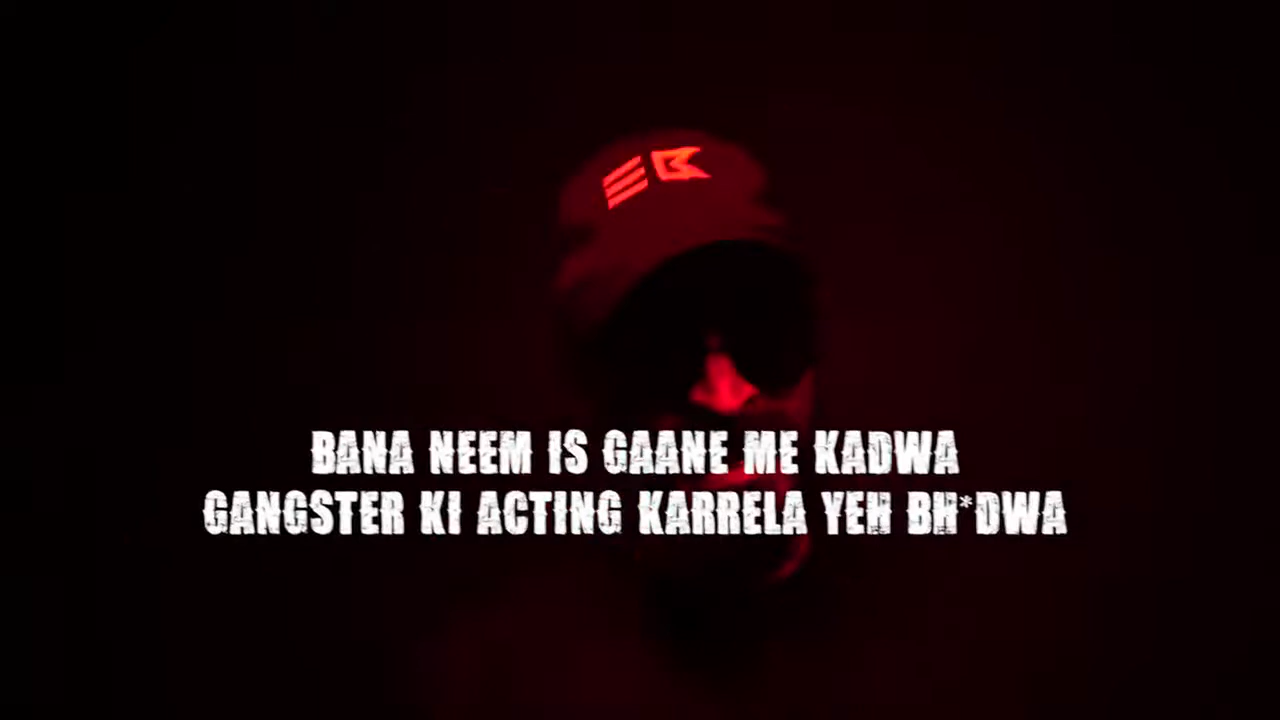 BANA NEEM IS GAANE ME KADWA
GANGSTER KI ACTING KARRELA YEH BH*DWA